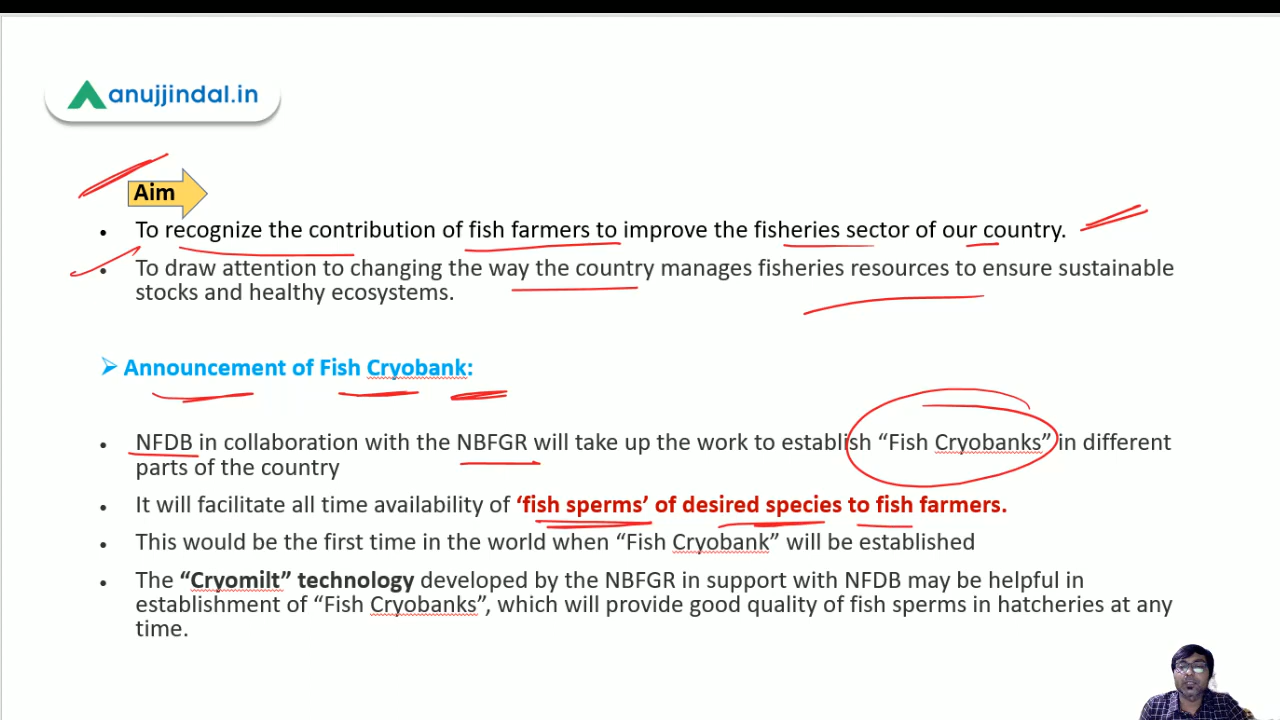 anujjindal.in
Aim
• To recognize the contribution of fish farmers to improve the fisheries sector of our country.
• To draw attention to changing the way the country manages fisheries resources to ensure sustainable
stocks and healthy ecosystems.
➢ Announcement of Fish Cryobank:
• NFDB in collaboration with the NBFGR will take up the work to establish “Fish Cryobanks” in different
parts of the country
• It will facilitate all time availability of ‘fish sperms’ of desired species to fish farmers.
• This would be the first time in the world when “Fish Cryobank” will be established
• The “Cryomilt” technology developed by the NBFGR in support with NFDB may be helpful in
establishment of “Fish Cryobanks”, which will provide good quality of fish sperms in hatcheries at any
time.